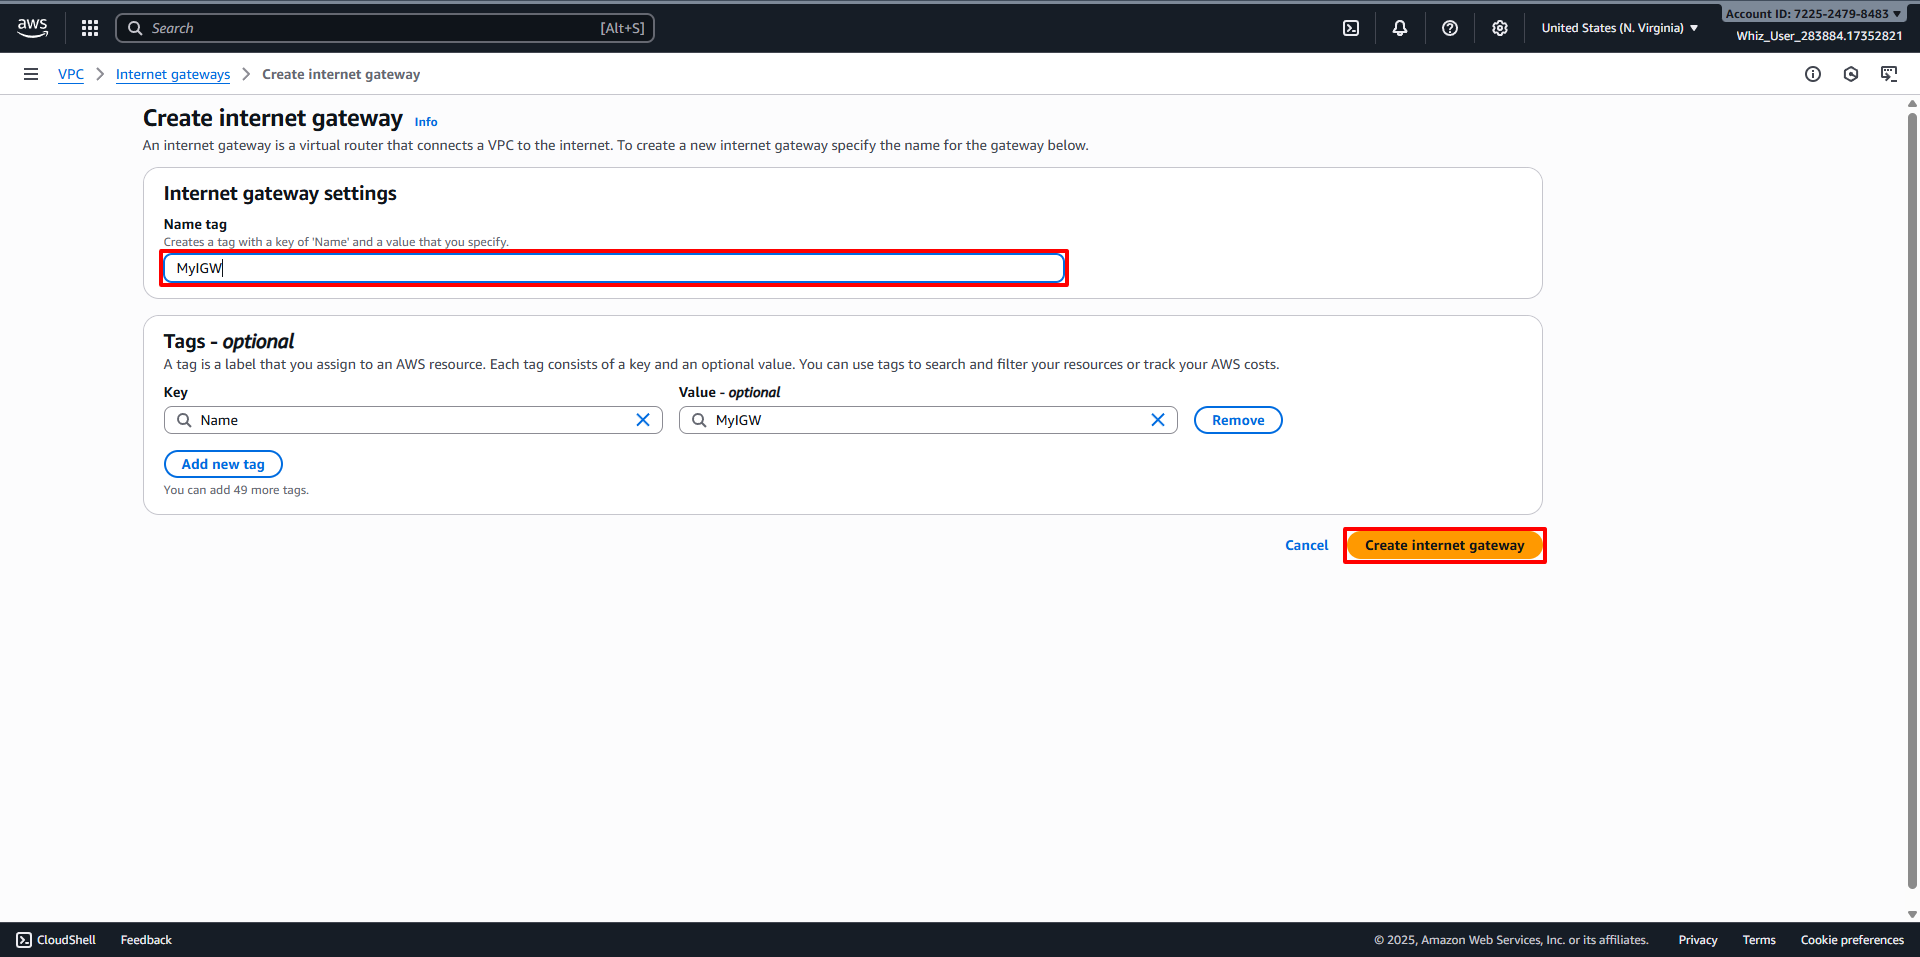 aws
Search [Alt+S]
United States (N. Virginia)
Account ID: 7225-2479-8483
Whiz_User_283884.17352821
VPC Internet gateways Create internet gateway
Create internet gateway Info
An internet gateway is a virtual router that connects a VPC to the internet. To create a new internet gateway specify the name for the gateway below.
Internet gateway settings
Name tag
Creates a tag with a key of 'Name' and a value that you specify.
MyIGW
Tags - optional
A tag is a label that you assign to an AWS resource. Each tag consists of a key and an optional value. You can use tags to search and filter your resources or track your AWS costs.
Key Value - optional
Name MyIGW Remove
Add new tag
You can add 49 more tags.
Cancel Create internet gateway
CloudShell Feedback © 2025, Amazon Web Services, Inc. or its affiliates. Privacy Terms Cookie preferences